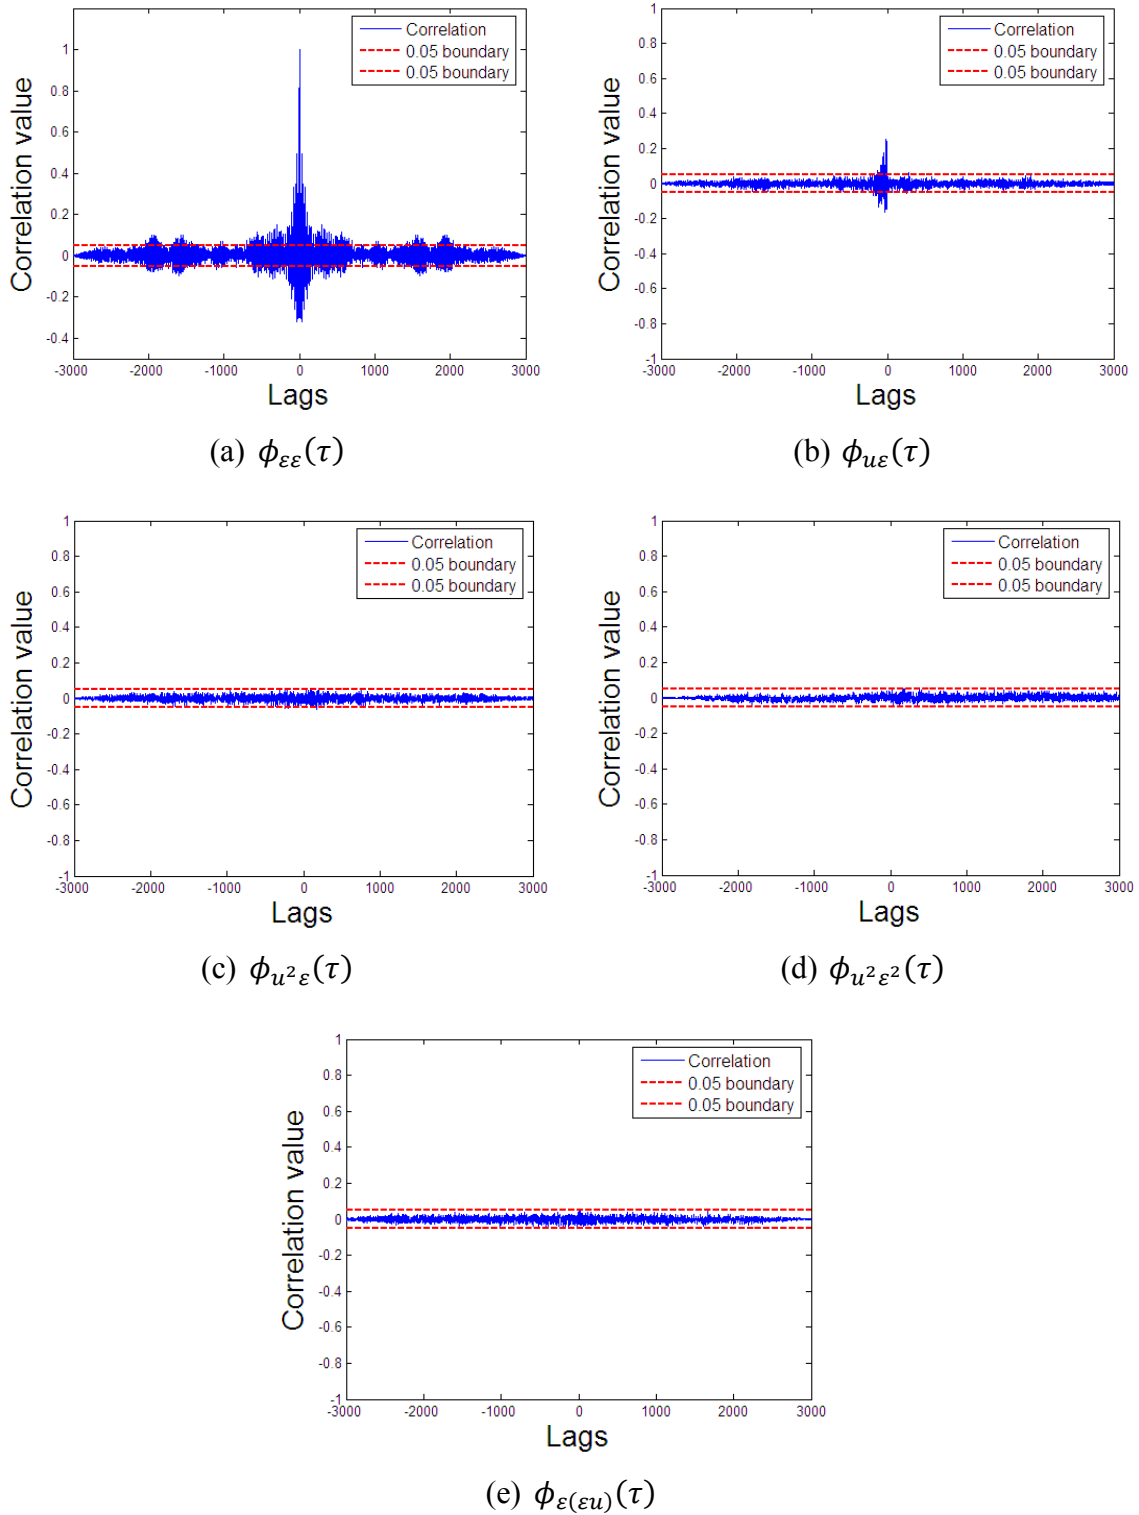 Correlation
0.05 boundary
0.05 boundary
Correlation value
1
0.8
0.6
0.4
0.2
0
-0.2
-0.4
-3000 -2000 -1000 0 1000 2000 3000
Lags
(a) ϕεε(τ)
Correlation
0.05 boundary
0.05 boundary
Correlation value
1
0.8
0.6
0.4
0.2
0
-0.2
-0.4
-0.6
-0.8
-1
-3000 -2000 -1000 0 1000 2000 3000
Lags
(b) ϕuε(τ)
Correlation
0.05 boundary
0.05 boundary
Correlation value
1
0.8
0.6
0.4
0.2
0
-0.2
-0.4
-0.6
-0.8
-1
-3000 -2000 -1000 0 1000 2000 3000
Lags
(c) ϕu²ε(τ)
Correlation
0.05 boundary
0.05 boundary
Correlation value
1
0.8
0.6
0.4
0.2
0
-0.2
-0.4
-0.6
-0.8
-1
-3000 -2000 -1000 0 1000 2000 3000
Lags
(d) ϕu²ε²(τ)
Correlation
0.05 boundary
0.05 boundary
Correlation value
1
0.8
0.6
0.4
0.2
0
-0.2
-0.4
-0.6
-0.8
-1
-3000 -2000 -1000 0 1000 2000 3000
Lags
(e) ϕε(εu)(τ)